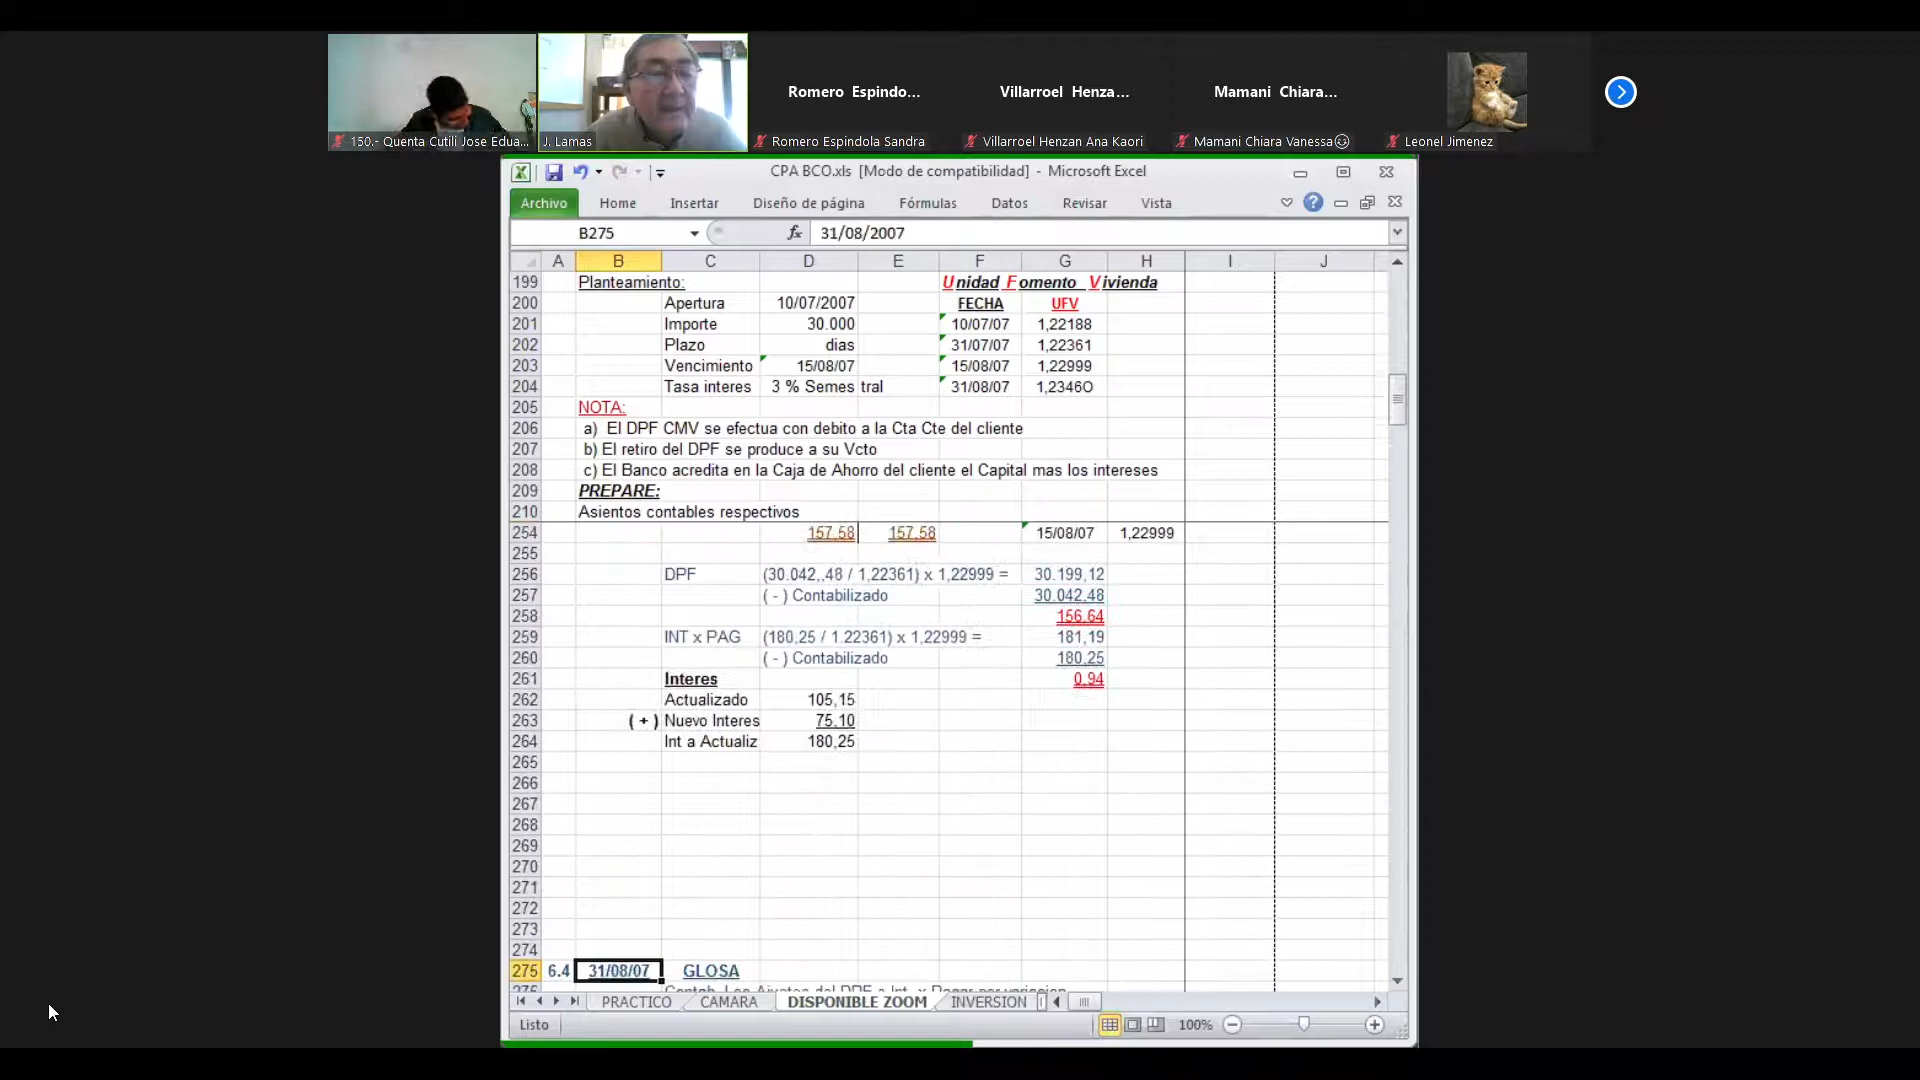 Romero Espindo...
Villarroel Henza...
Mamani Chiara...
150.- Quenta Cutili Jose Edua...
J. Lamas
Romero Espindola Sandra
Villarroel Henzan Ana Kaori
Mamani Chiara Vanessa☺
Leonel Jimenez
CPA BCO.xls [Modo de compatibilidad] - Microsoft Excel
Archivo Home Insertar Diseño de página Fórmulas Datos Revisar Vista
B275 fx 31/08/2007
A B C D E F G H I J
199 Planteamiento: Unidad Fomento Vivienda
200 Apertura 10/07/2007 FECHA UFV
201 Importe 30.000 10/07/07 1,22188
202 Plazo dias 31/07/07 1,22361
203 Vencimiento 15/08/07 15/08/07 1,22999
204 Tasa interes 3 % Semes tral 31/08/07 1,2346O
205 NOTA:
206 a) El DPF CMV se efectua con debito a la Cta Cte del cliente
207 b) El retiro del DPF se produce a su Vcto
208 c) El Banco acredita en la Caja de Ahorro del cliente el Capital mas los intereses
209 PREPARE:
210 Asientos contables respectivos
254 157,58 157,58 15/08/07 1,22999
255
256 DPF (30.042,,48 / 1,22361) x 1,22999 = 30.199,12
257 ( - ) Contabilizado 30.042,48
258 156,64
259 INT x PAG (180,25 / 1.22361) x 1,22999 = 181,19
260 ( - ) Contabilizado 180,25
261 Interes 0,94
262 Actualizado 105,15
263 ( + ) Nuevo Interes 75,10
264 Int a Actualiz 180,25
265
266
267
268
269
270
271
272
273
274
275 6.4 31/08/07 GLOSA
276 Contab. Los Ajustes del DPF e Int. x Pagar por variacion
PRACTICO CAMARA DISPONIBLE ZOOM INVERSION
Listo 100%